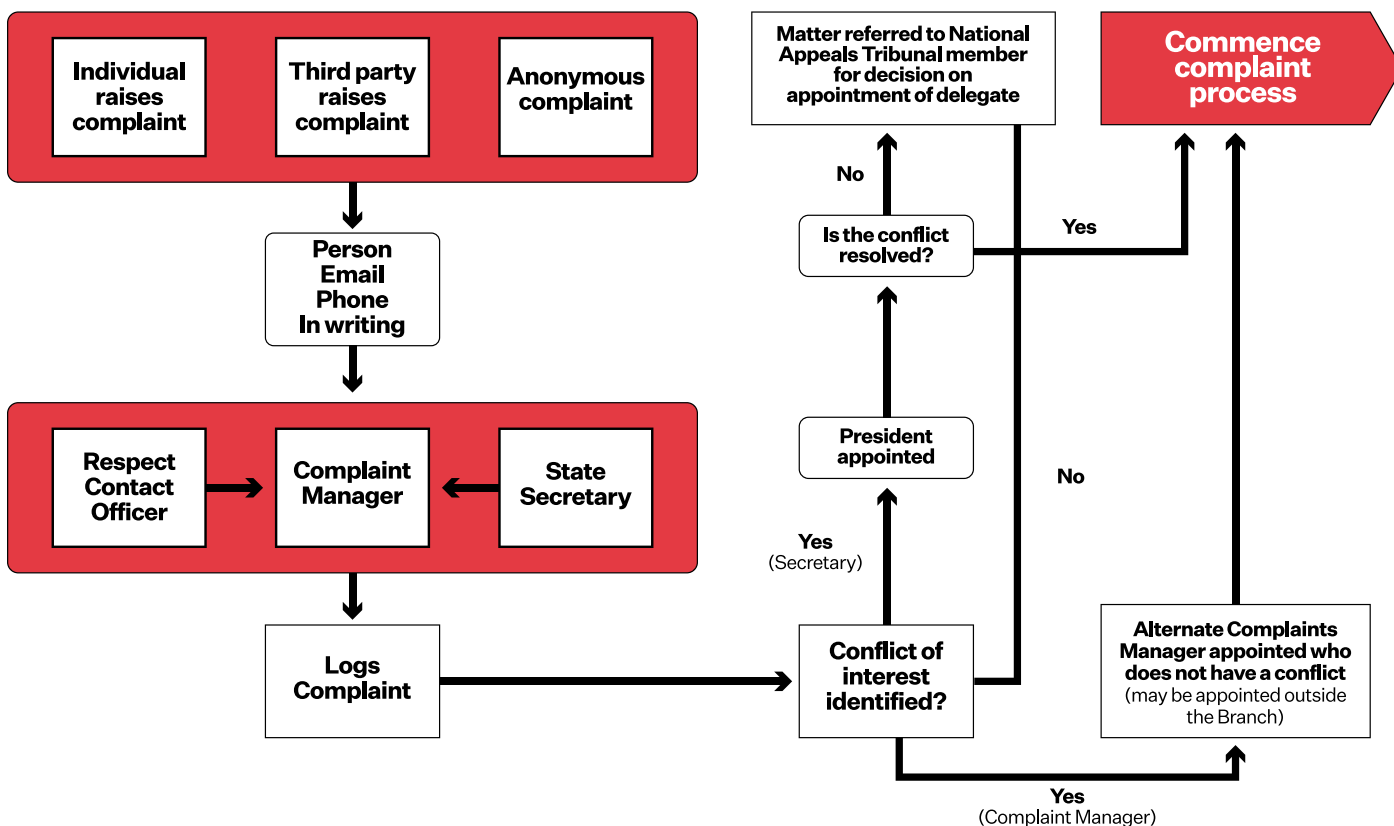 Individual
raises
complaint
Third party
raises
complaint
Anonymous
complaint
Person
Email
Phone
In writing
Respect
Contact
Officer
Complaint
Manager
State
Secretary
Logs
Complaint
Matter referred to National
Appeals Tribunal member
for decision on
appointment of delegate
Commence
complaint
process
No
Is the conflict
resolved?
Yes
President
appointed
No
Yes
(Secretary)
Conflict of
interest
identified?
Alternate Complaints
Manager appointed who
does not have a conflict
(may be appointed outside
the Branch)
Yes
(Complaint Manager)